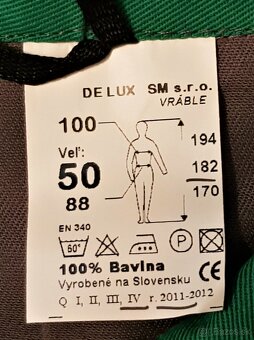 DE LUX SM s.r.o.
VRÁBLE
100
194
Veľ:
182
50
170
88
EN 340
60°
P
100% Bavlna
Vyrobené na Slovensku
CE
Q I, II, III, IV r. 2011-2012